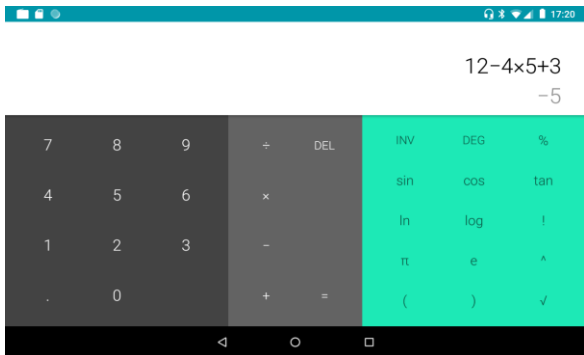 17:20
12−4×5+3
−5
7 8 9 ÷ DEL INV DEG %
4 5 6 × sin cos tan
1 2 3 − ln log !
. 0 + = π e ^
( ) √